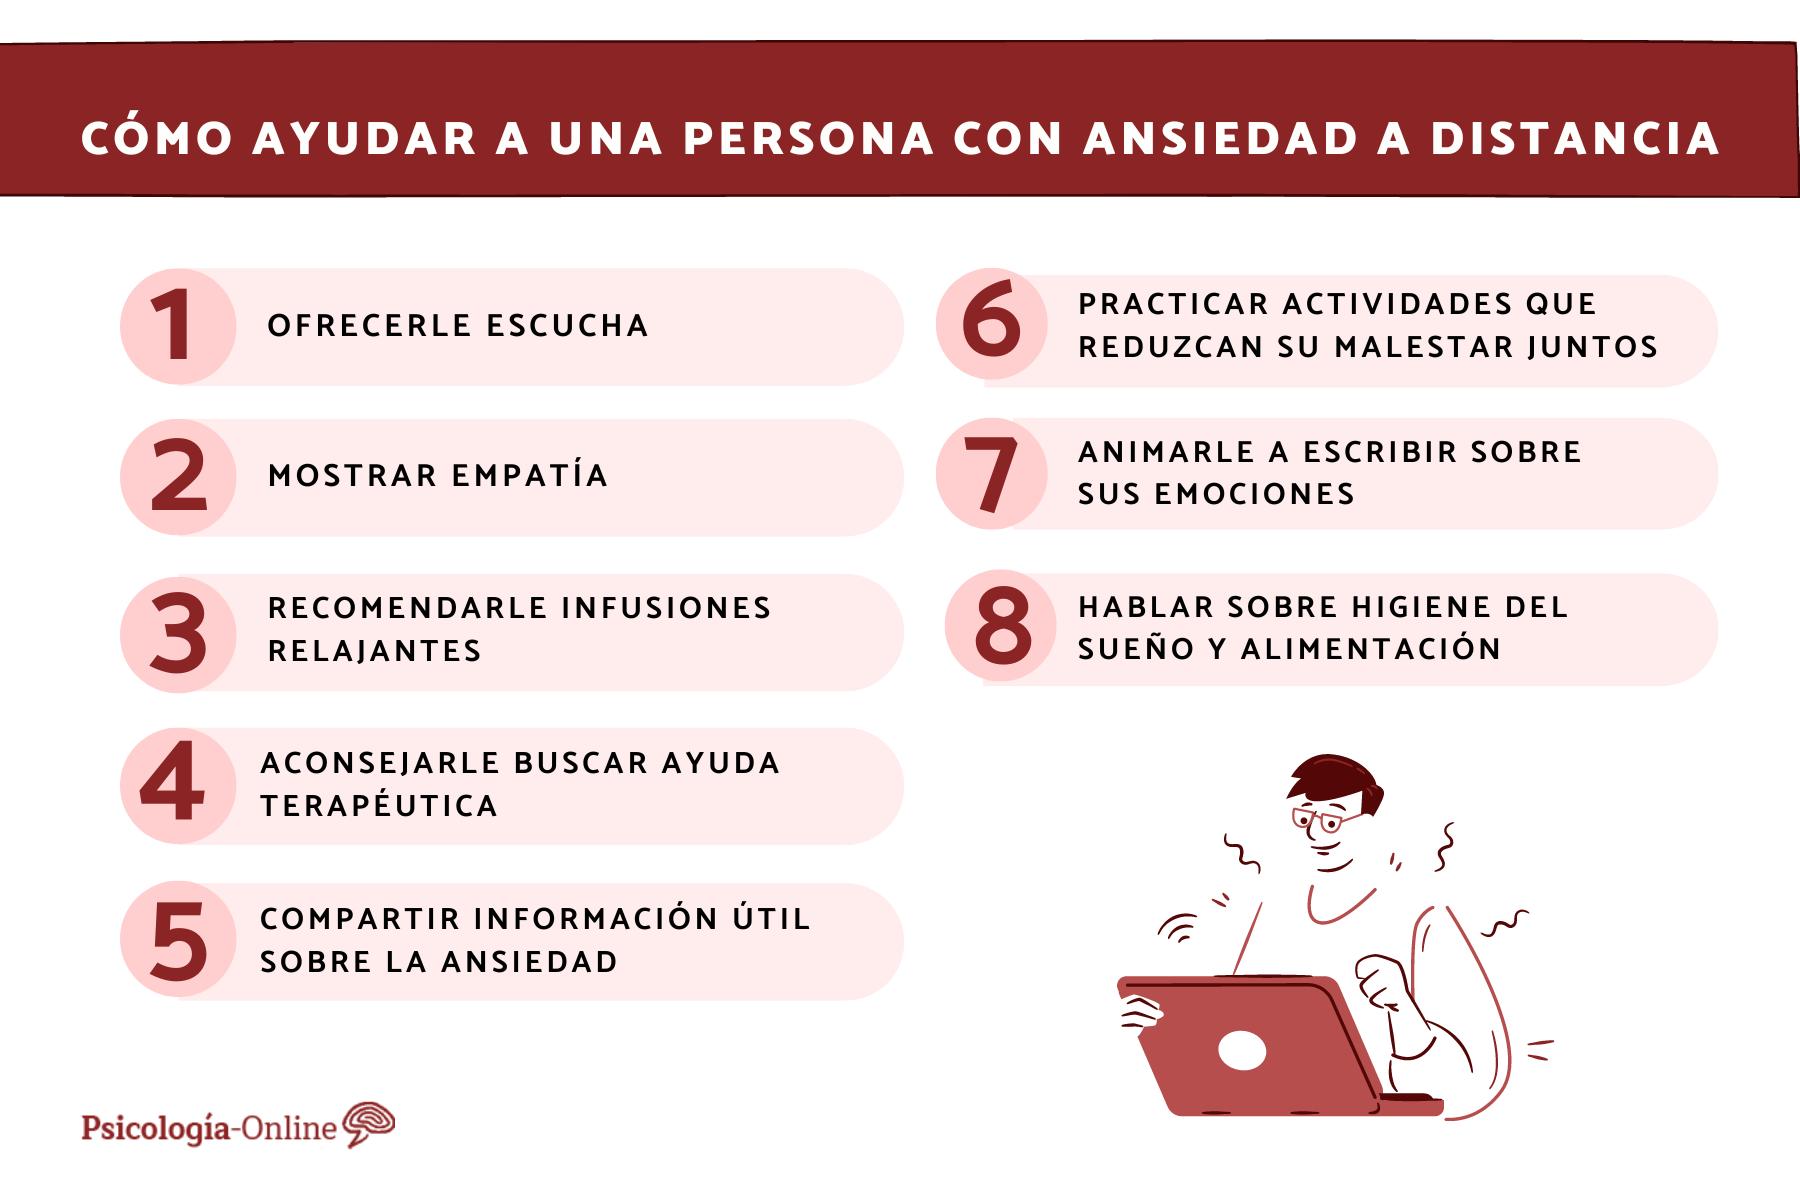 CÓMO AYUDAR A UNA PERSONA CON ANSIEDAD A DISTANCIA
1
OFRECERLE ESCUCHA
2
MOSTRAR EMPATÍA
3
RECOMENDARLE INFUSIONES
RELAJANTES
4
ACONSEJARLE BUSCAR AYUDA
TERAPÉUTICA
5
COMPARTIR INFORMACIÓN ÚTIL
SOBRE LA ANSIEDAD
6
PRACTICAR ACTIVIDADES QUE
REDUZCAN SU MALESTAR JUNTOS
7
ANIMARLE A ESCRIBIR SOBRE
SUS EMOCIONES
8
HABLAR SOBRE HIGIENE DEL
SUEÑO Y ALIMENTACIÓN
Psicología-Online